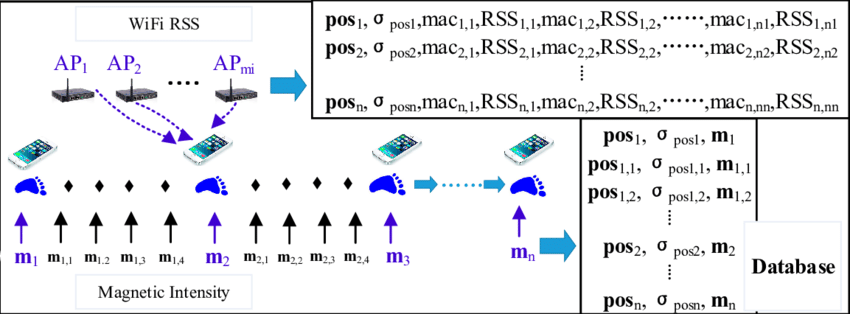 WiFi RSS
AP1 AP2 ···· APmi
pos1, σ pos1, mac1,1, RSS1,1, mac1,2, RSS1,2, ······, mac1,n1, RSS1,n1
pos2, σ pos2, mac2,1, RSS2,1, mac2,2, RSS2,2, ······, mac2,n2, RSS2,n2
posn, σ posn, macn,1, RSSn,1, macn,2, RSSn,2, ······, macn,nn, RSSn,nn
m1 m1,1 m1.2 m1,3 m1,4 m2 m2,1 m2,2 m2,3 m2,4 m3 mn
Magnetic Intensity
pos1, σ pos1, m1
pos1,1, σ pos1,1, m1,1
pos1,2, σ pos1,2, m1,2
pos2, σ pos2, m2
posn, σ posn, mn
Database